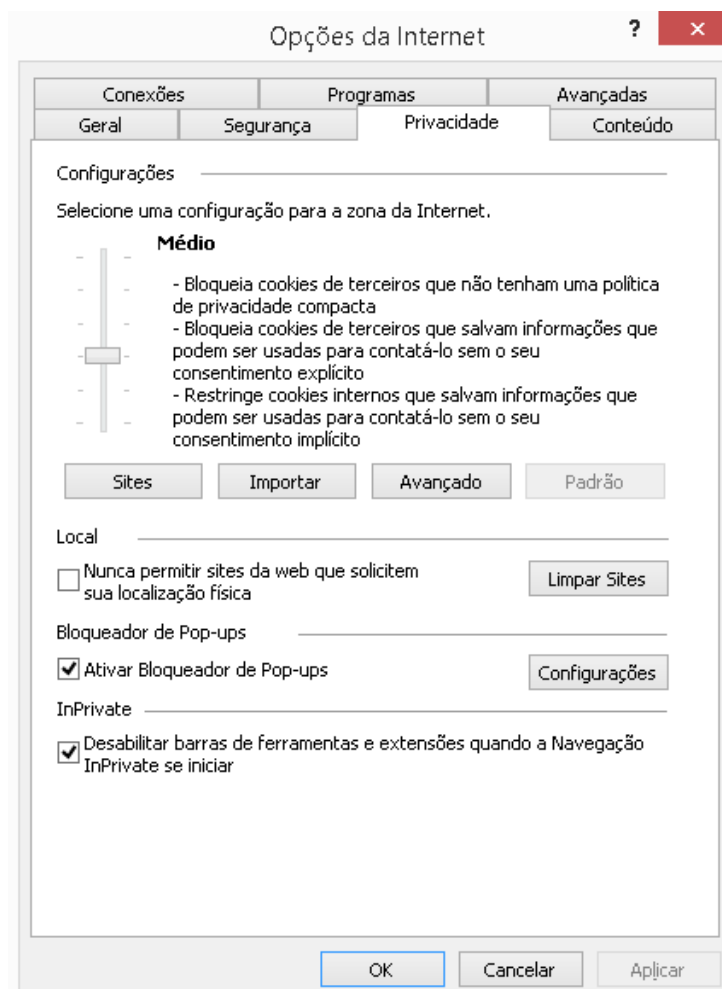 Opções da Internet
?
×
Conexões
Programas
Avançadas
Geral
Segurança
Privacidade
Conteúdo
Configurações
Selecione uma configuração para a zona da Internet.
Médio
- Bloqueia cookies de terceiros que não tenham uma política
de privacidade compacta
- Bloqueia cookies de terceiros que salvam informações que
podem ser usadas para contatá-lo sem o seu
consentimento explícito
- Restringe cookies internos que salvam informações que
podem ser usadas para contatá-lo sem o seu
consentimento implícito
Sites
Importar
Avançado
Padrão
Local
Nunca permitir sites da web que solicitem
sua localização física
Limpar Sites
Bloqueador de Pop-ups
Ativar Bloqueador de Pop-ups
Configurações
InPrivate
Desabilitar barras de ferramentas e extensões quando a Navegação
InPrivate se iniciar
OK
Cancelar
Aplicar